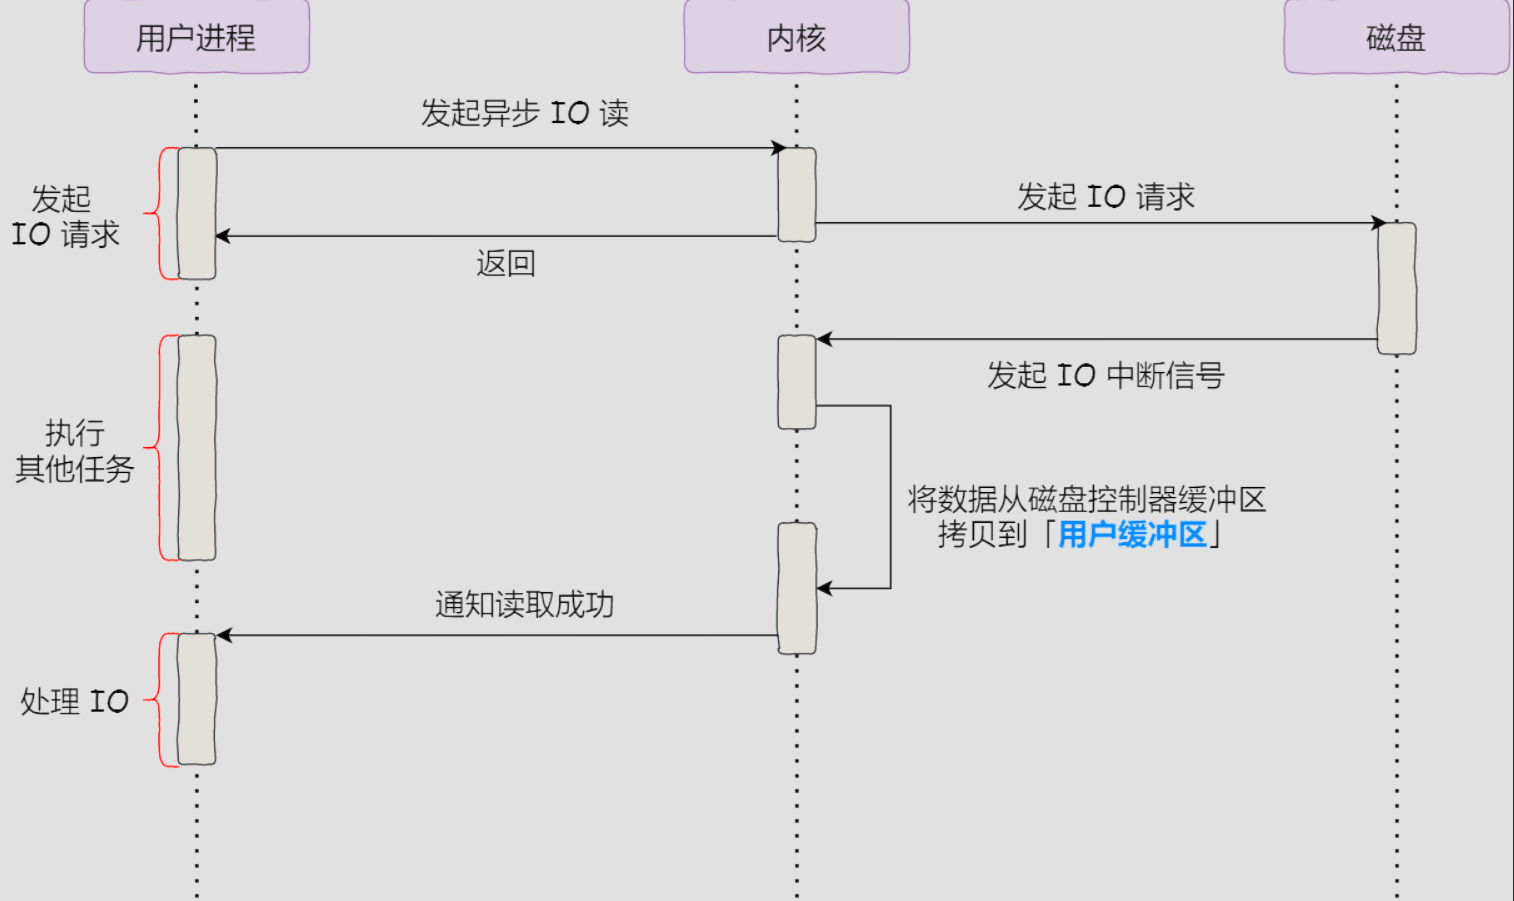 用户进程
内核
磁盘
发起异步 IO 读
发起
IO 请求
发起 IO 请求
返回
发起 IO 中断信号
执行
其他任务
将数据从磁盘控制器缓冲区
拷贝到「用户缓冲区」
通知读取成功
处理 IO